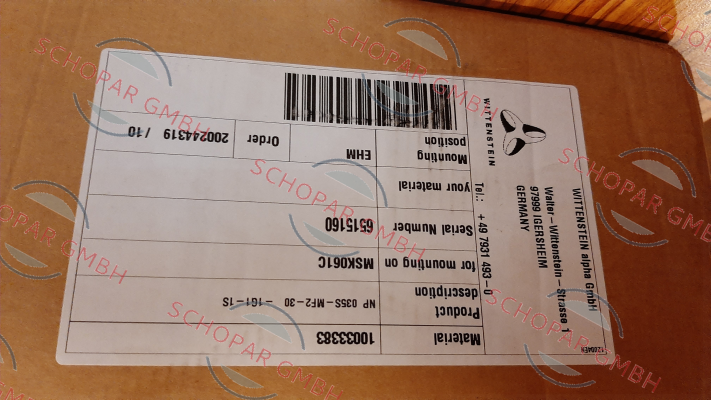 WITTENSTEIN alpha GmbH
Walter-Wittenstein-Strasse 1
97999 IGERSHEIM
GERMANY
Tel.: +49 7931 493-0
WITTENSTEIN
Material 100333383
Product description NP 035S-MF2-30 -1G1-1S
for mounting on MSK061C
Serial Number 6515160
your material
Mounting position EHM Order 200244319 /10
SCHOPAR GMBH
SCHOPAR GMBH
SCHOPAR GMBH
SCHOPAR GMBH
SCHOPAR GMBH
SCHOPAR GMBH
SCHOPAR GMBH